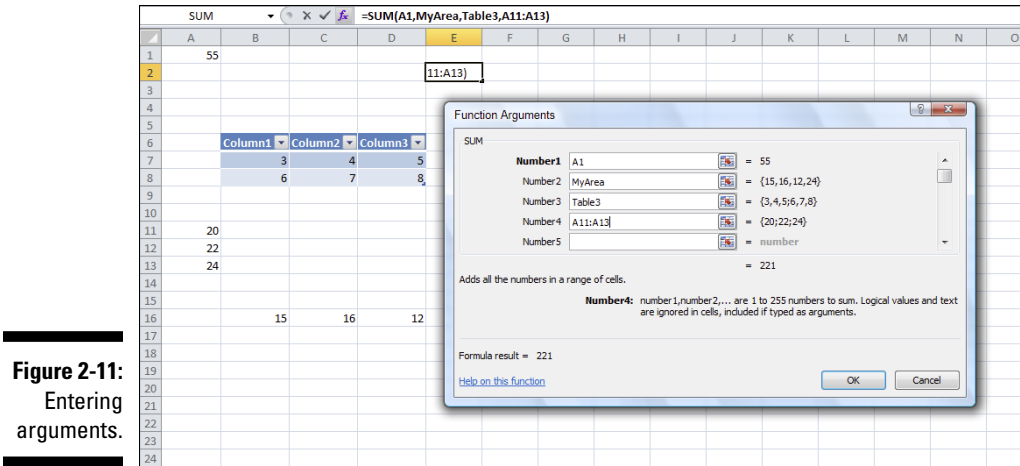 SUM =SUM(A1,MyArea,Table3,A11:A13)
A B C D E F G H I J K L M N O
1 55
2 11:A13)
3
4
5
6 Column1 Column2 Column3
7 3 4 5
8 6 7 8
9
10
11 20
12 22
13 24
14
15
16 15 16 12
17
18
19
20
21
22
23
24
Function Arguments
SUM
Number1 A1 = 55
Number2 MyArea = {15,16,12,24}
Number3 Table3 = {3,4,5;6,7,8}
Number4 A11:A13 = {20;22;24}
Number5 = number
= 221
Adds all the numbers in a range of cells.
Number4: number1,number2,... are 1 to 255 numbers to sum. Logical values and text
are ignored in cells, included if typed as arguments.
Formula result = 221
Help on this function
OK Cancel
Figure 2-11:
Entering
arguments.